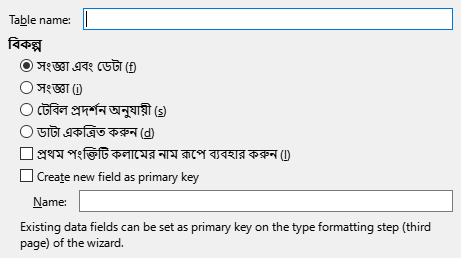 Table name:
বিকল্প
সংজ্ঞা এবং ডেটা (f)
সংজ্ঞা (i)
টেবিল প্রদর্শন অনুযায়ী (s)
ডাটা একত্রিত করুন (d)
প্রথম পংক্তিটি কলামের নাম রূপে ব্যবহার করুন (l)
Create new field as primary key
Name:
Existing data fields can be set as primary key on the type formatting step (third
page) of the wizard.